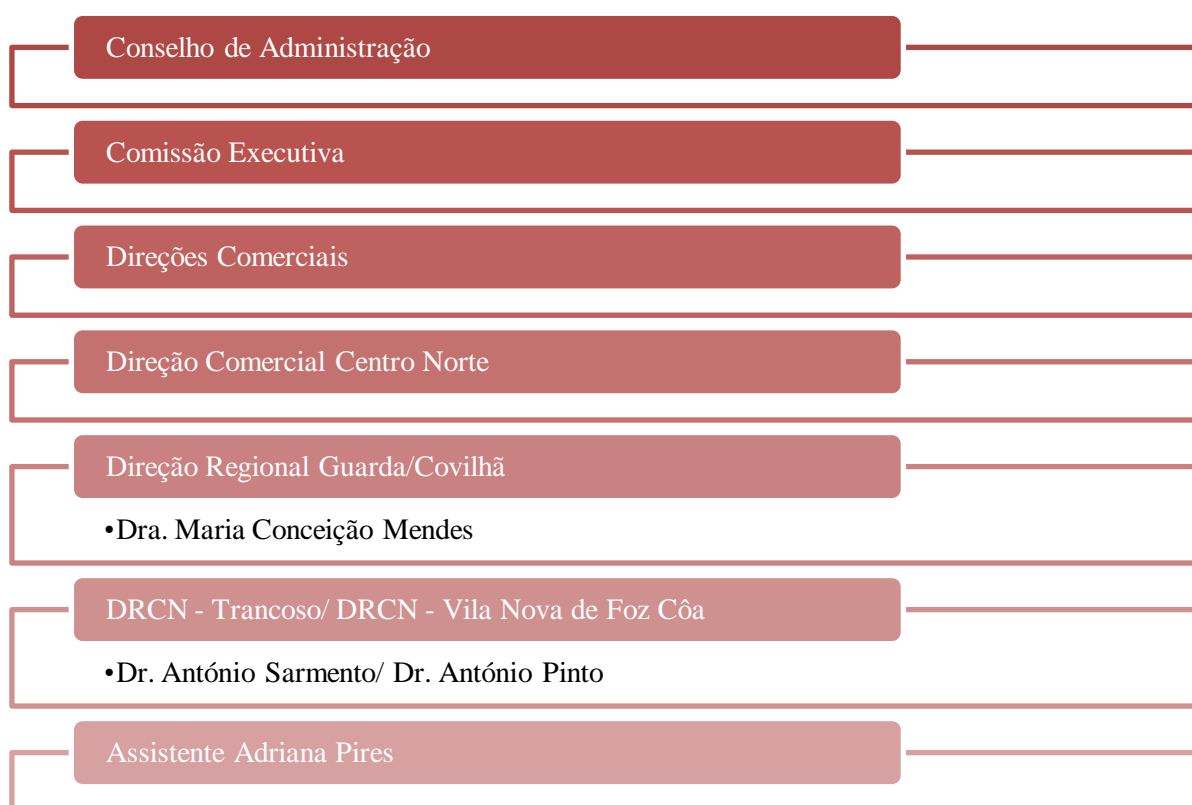 Conselho de Administração
Comissão Executiva
Direções Comerciais
Direção Comercial Centro Norte
Direção Regional Guarda/Covilhã
•Dra. Maria Conceição Mendes
DRCN - Trancoso/ DRCN - Vila Nova de Foz Côa
•Dr. António Sarmento/ Dr. António Pinto
Assistente Adriana Pires